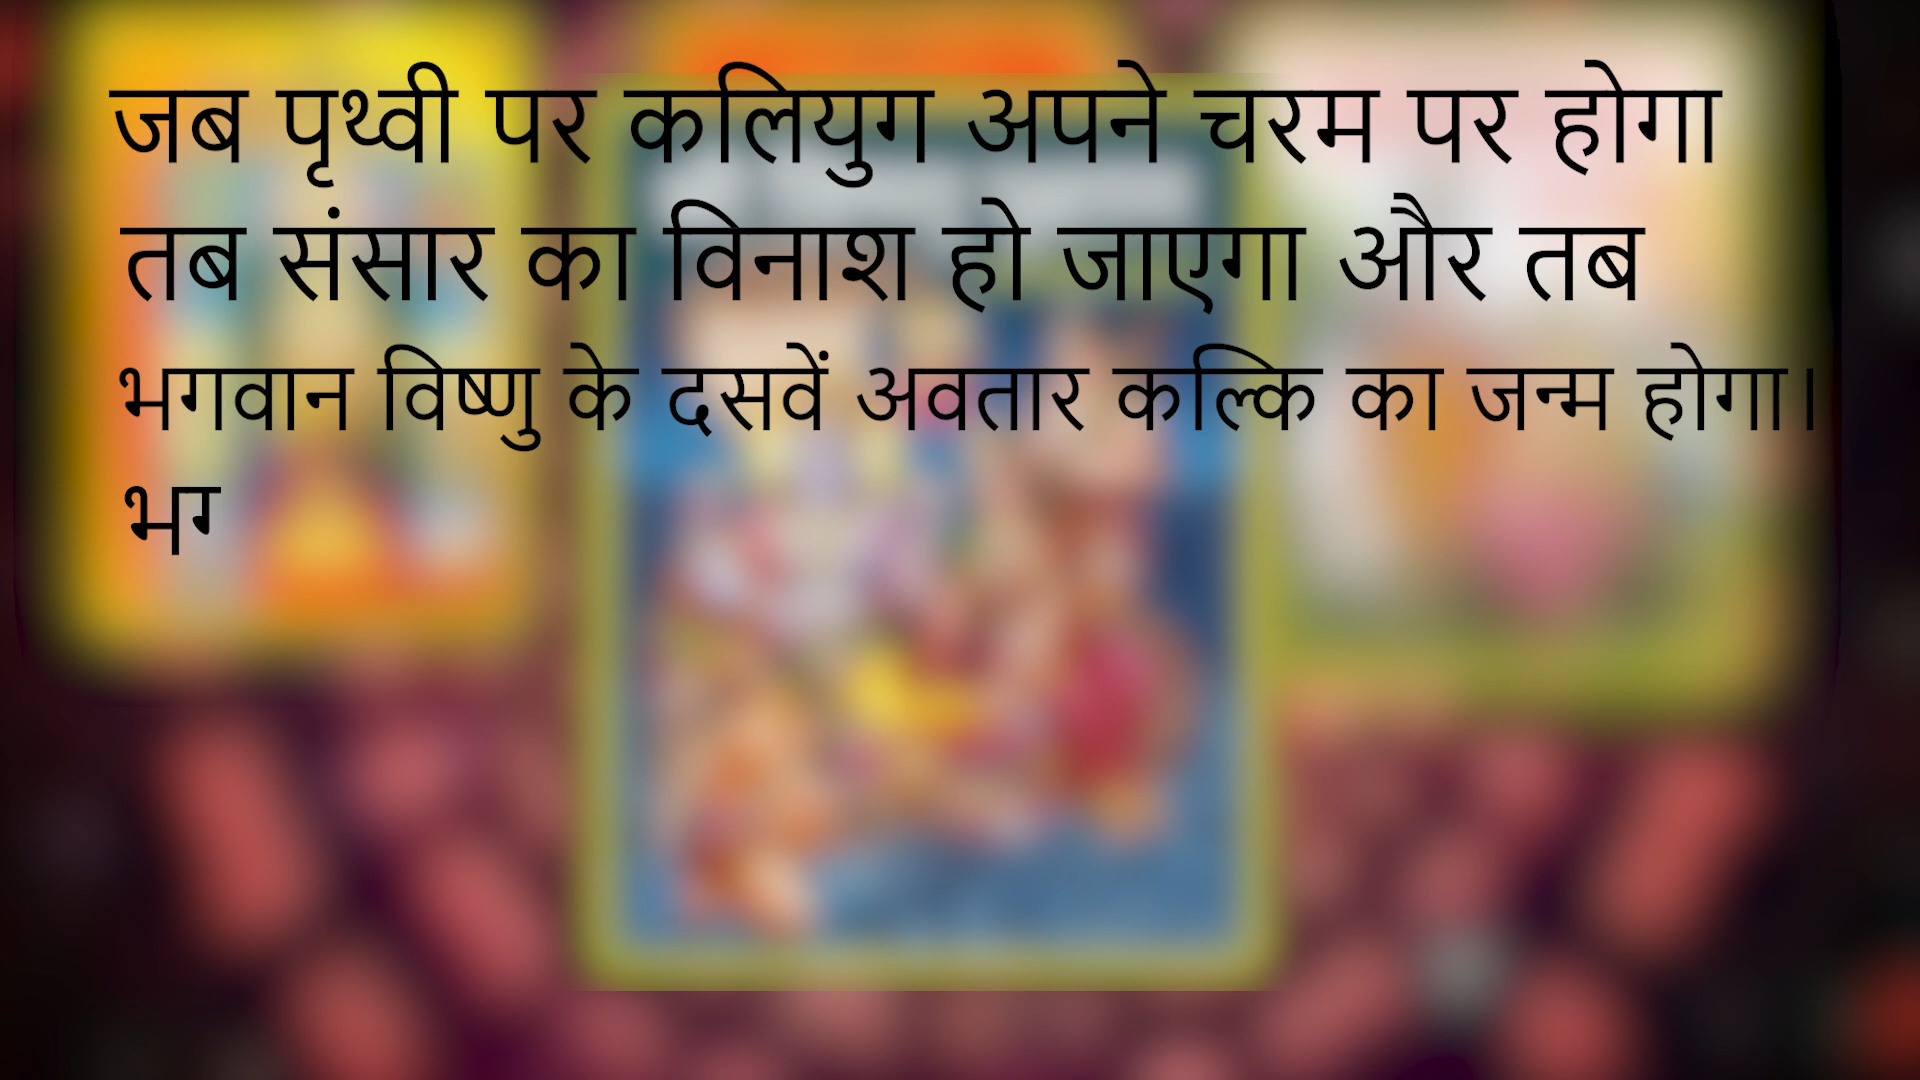 जब पृथ्वी पर कलियुग अपने चरम पर होगा
तब संसार का विनाश हो जाएगा और तब
भगवान विष्णु के दसवें अवतार कल्कि का जन्म होगा।
भग